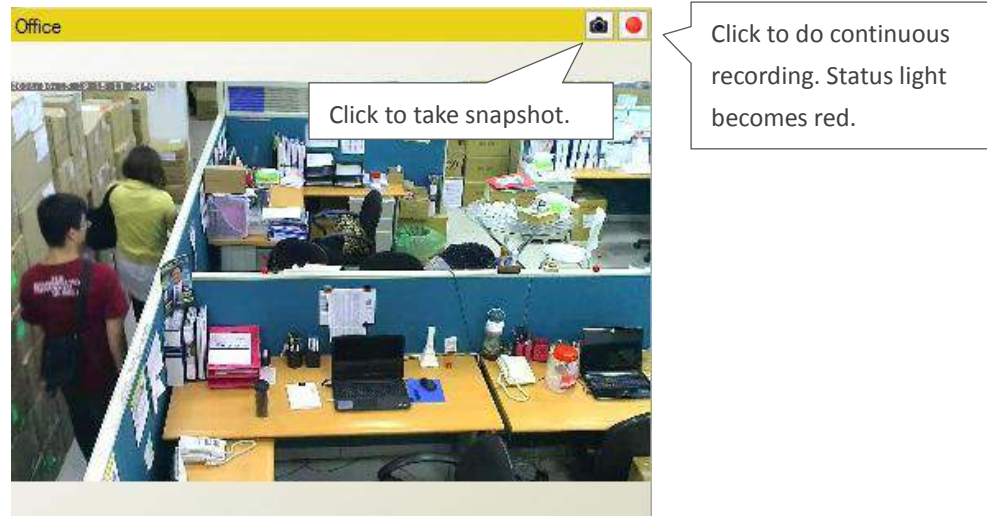 Office
Click to take snapshot.
Click to do continuous
recording. Status light
becomes red.